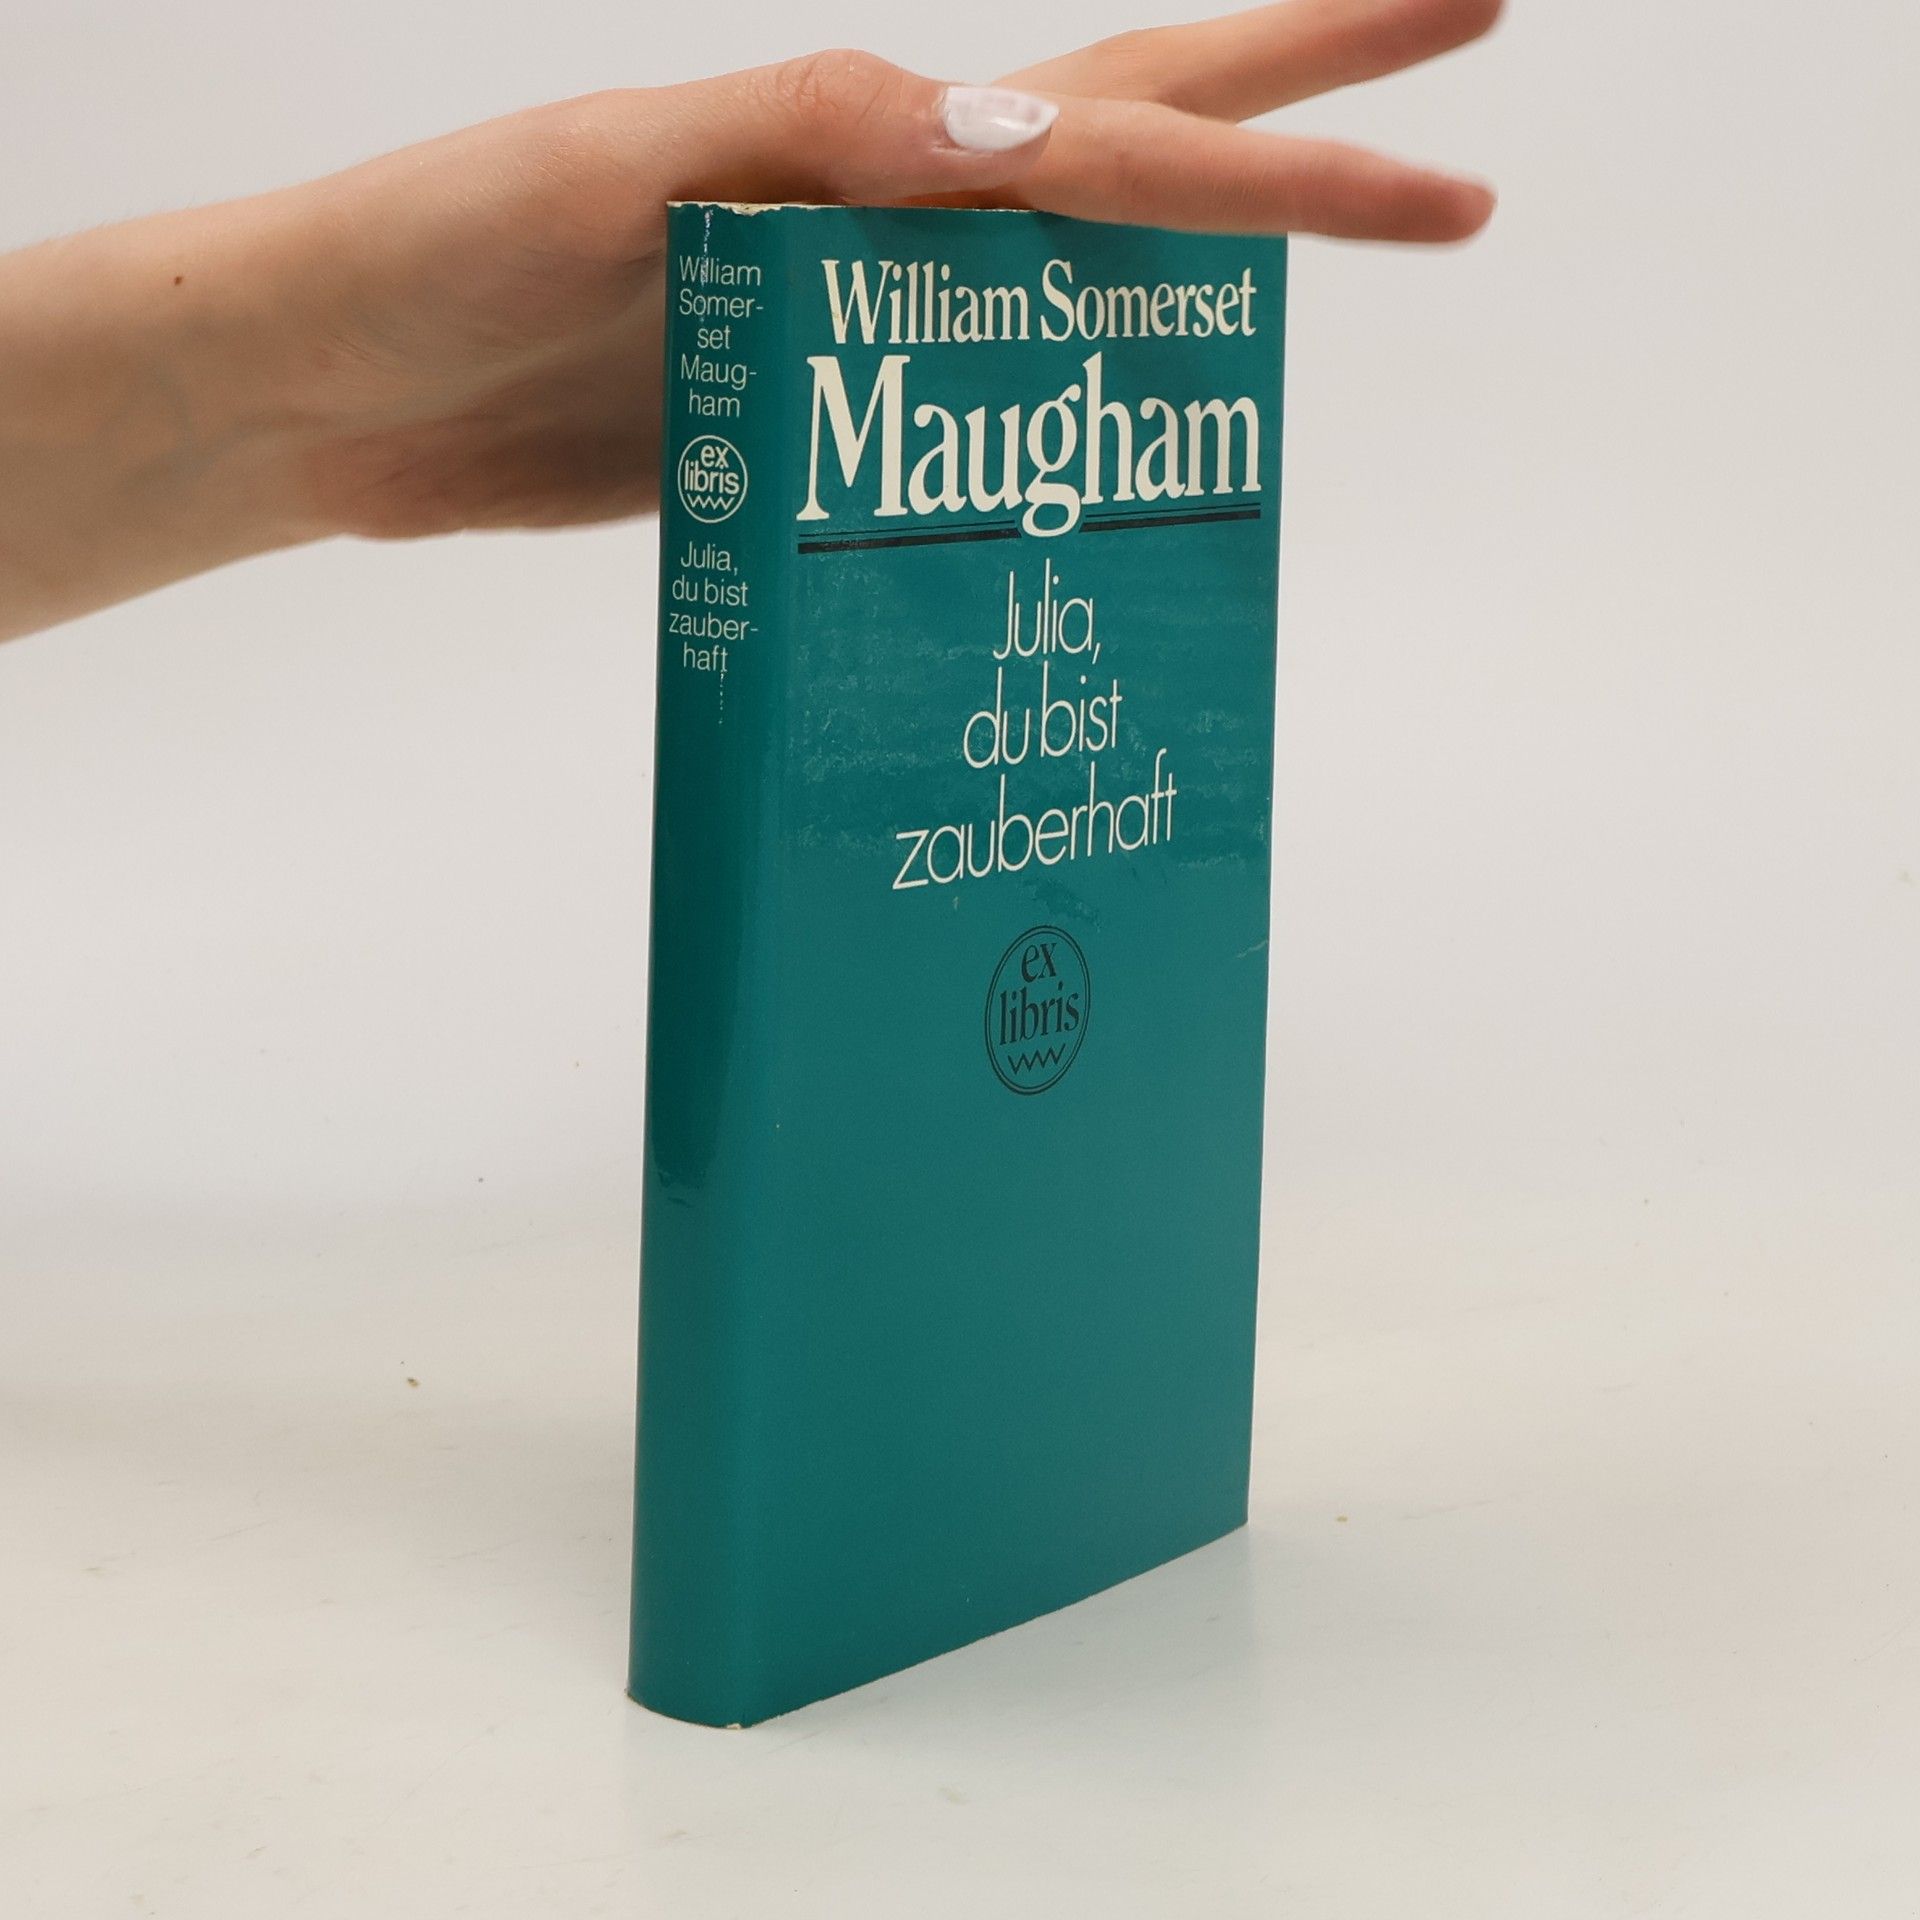 William
Somer-
set
Maug-
ham
ex
libris
Julia,
du bist
zauber-
haft
William Somerset
Maugham
Julia,
du bist
zauberhaft
ex
libris